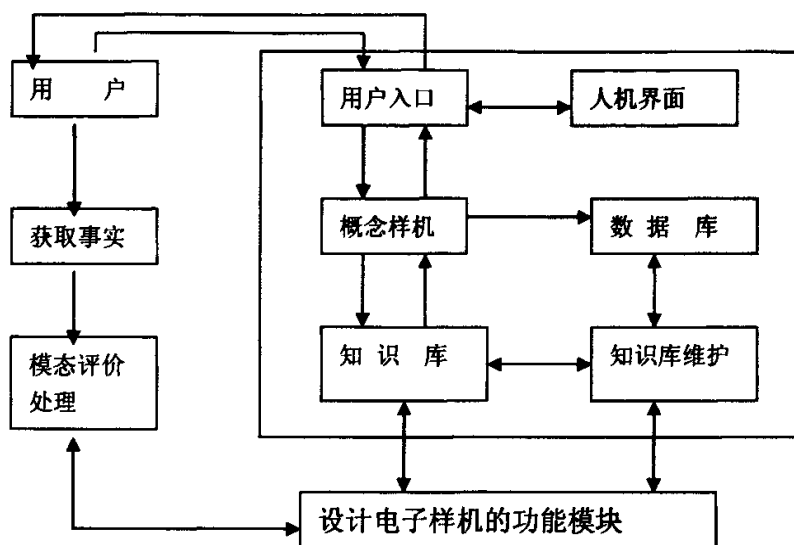 用 户
用户入口
人机界面
获取事实
概念样机
数 据 库
模态评价
处理
知 识 库
知识库维护
设计电子样机的功能模块